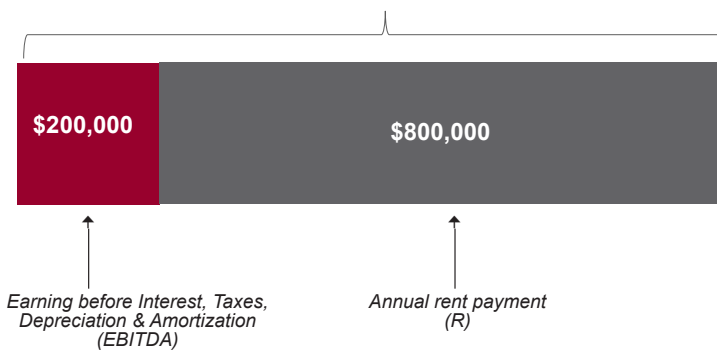 $200,000
$800,000
Earning before Interest, Taxes,
Depreciation & Amortization
(EBITDA)
Annual rent payment
(R)